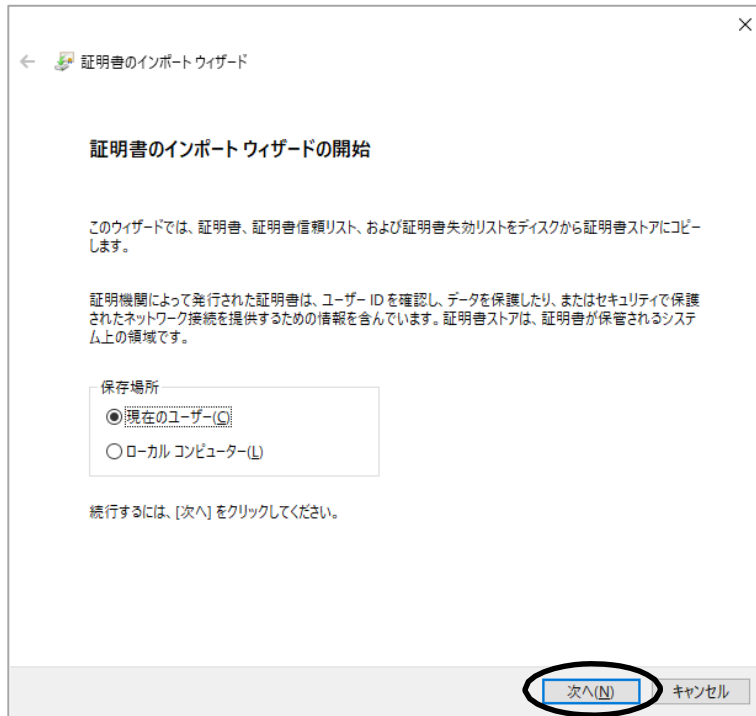 証明書のインポート ウィザード
証明書のインポート ウィザードの開始
このウィザードでは、証明書、証明書信頼リスト、および証明書失効リストをディスクから証明書ストアにコピー
します。
証明機関によって発行された証明書は、ユーザー ID を確認し、データを保護したり、またはセキュリティで保護
されたネットワーク接続を提供するための情報を含んでいます。証明書ストアは、証明書が保管されるシステ
ム上の領域です。
保存場所
現在のユーザー(C)
ローカル コンピューター(L)
続行するには、[次へ] をクリックしてください。
次へ(N)
キャンセル